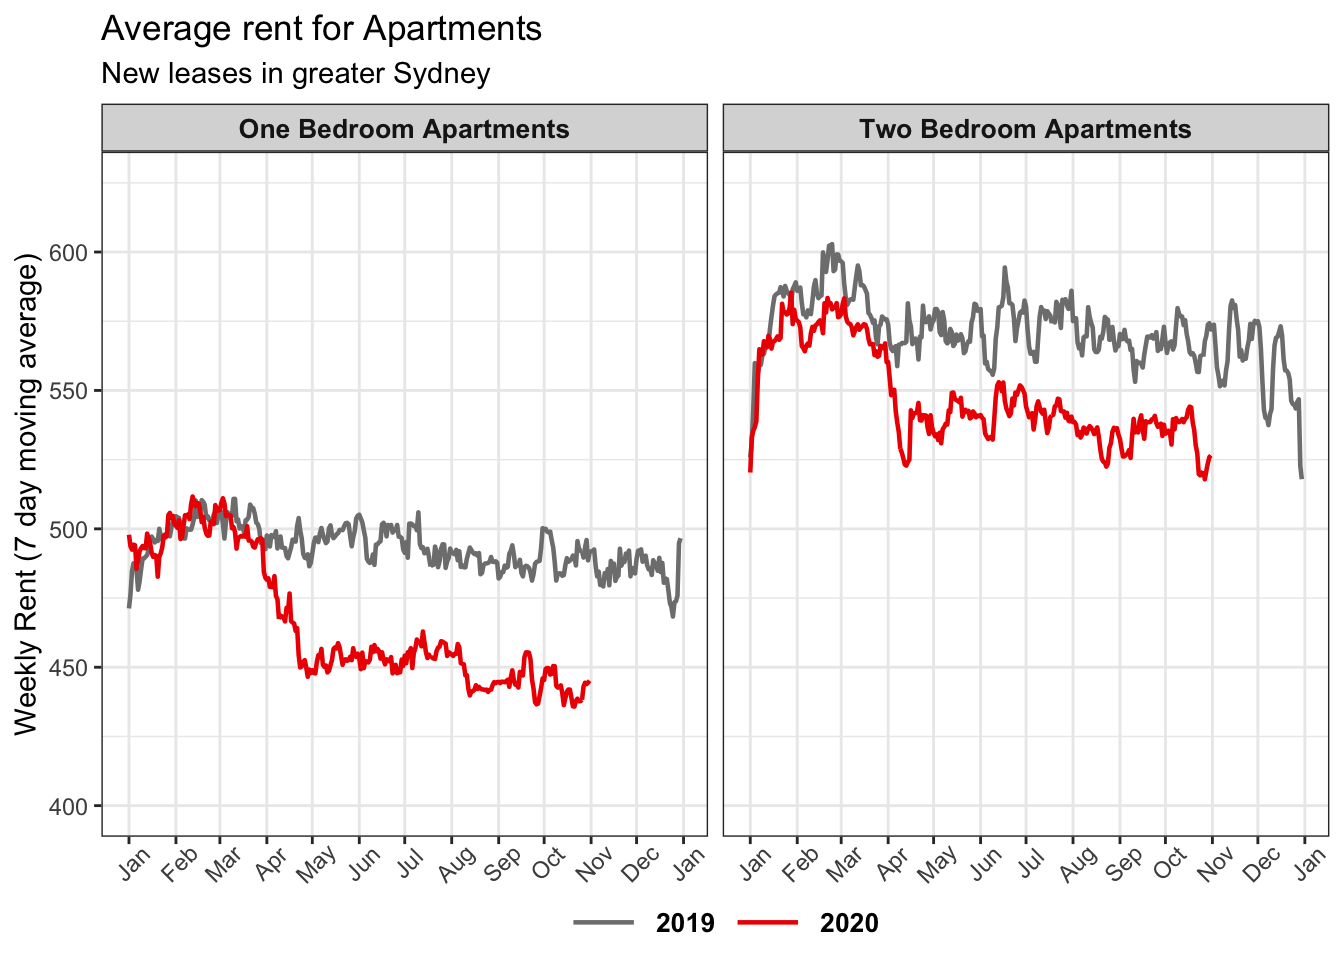 Average rent for Apartments
New leases in greater Sydney
One Bedroom Apartments
Two Bedroom Apartments
Weekly Rent (7 day moving average)
600
550
500
450
400
Jan Feb Mar Apr May Jun Jul Aug Sep Oct Nov Dec Jan
Jan Feb Mar Apr May Jun Jul Aug Sep Oct Nov Dec Jan
2019 2020